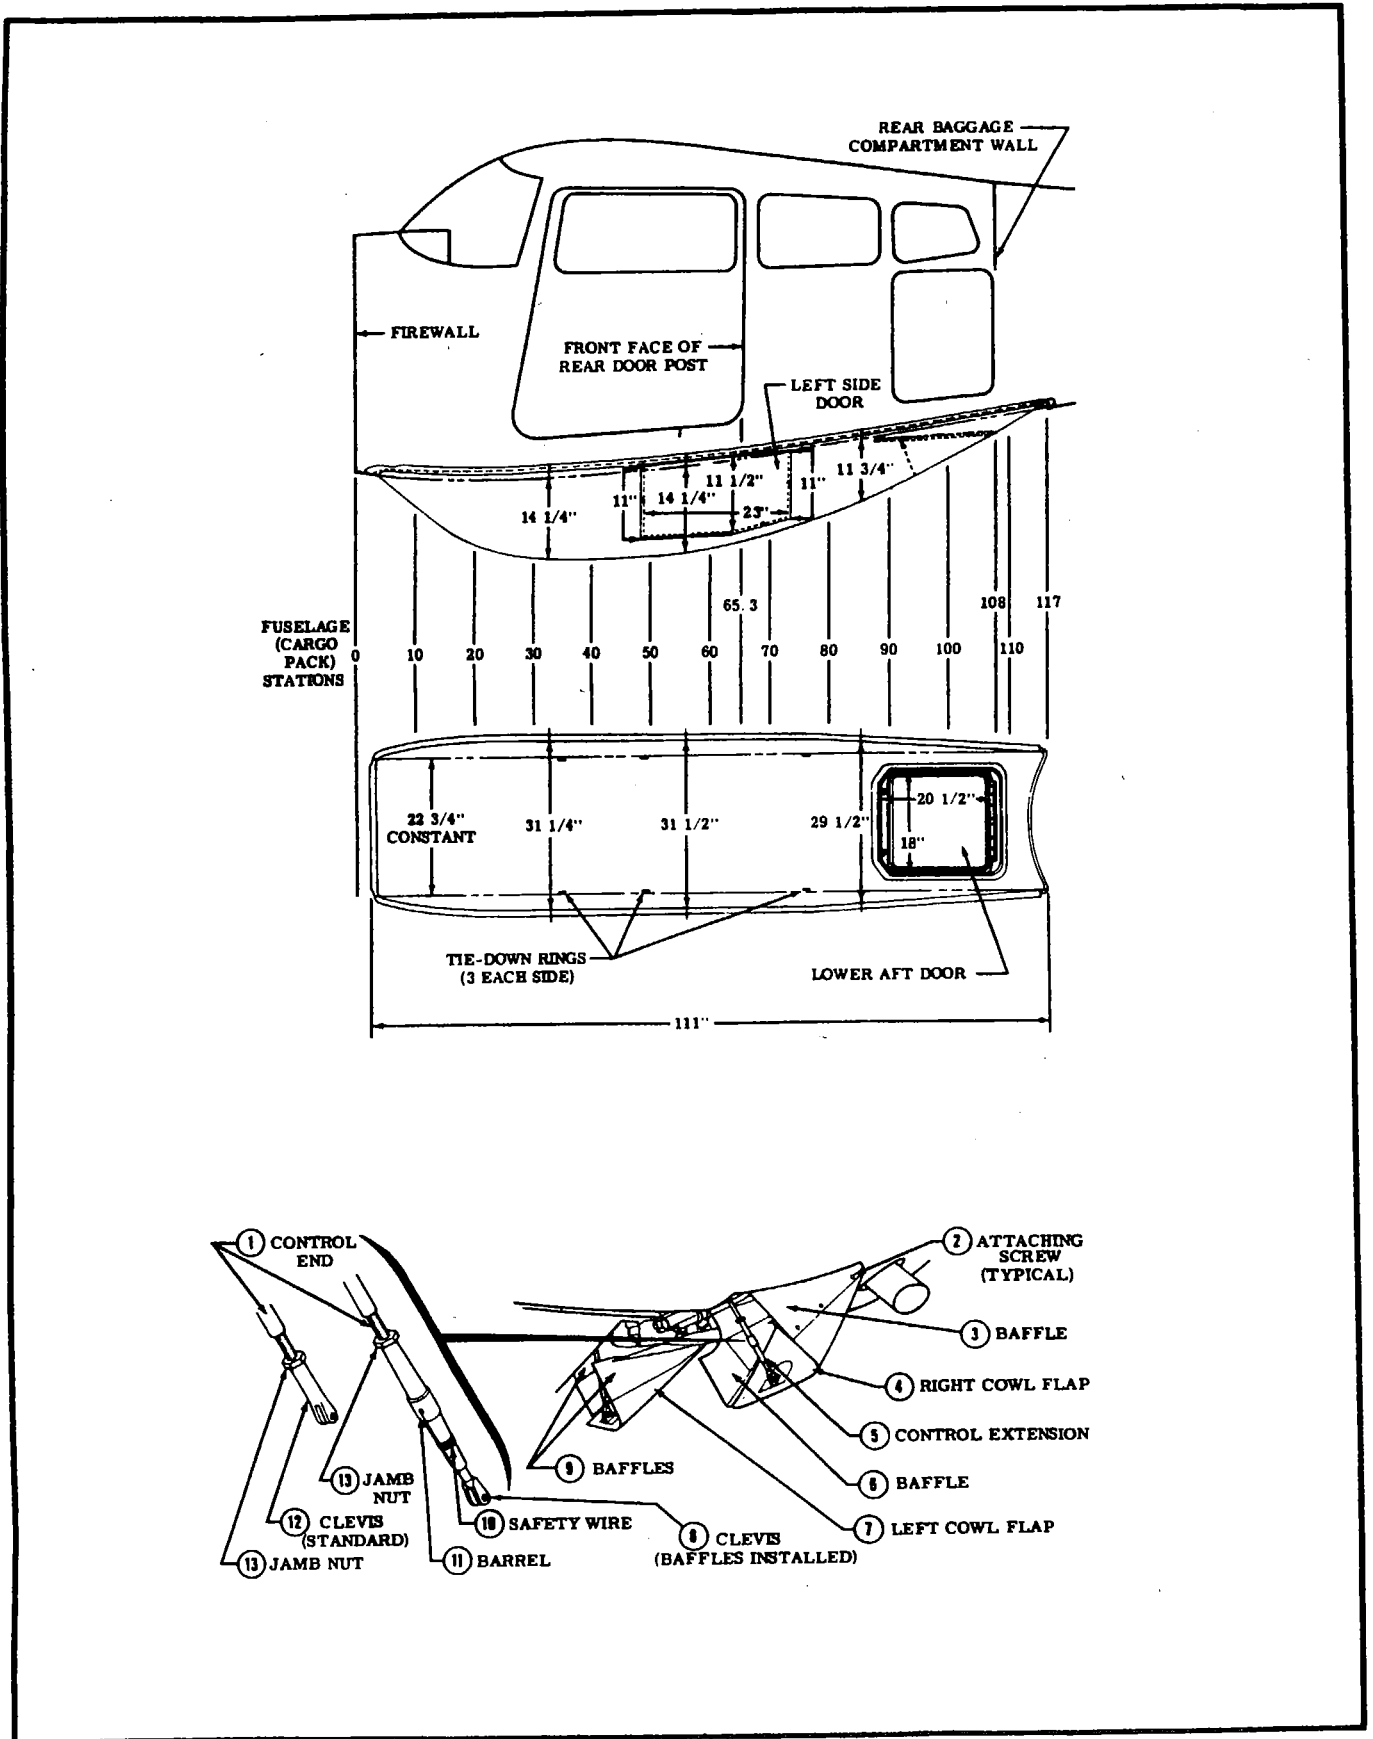 REAR BAGGAGE
COMPARTMENT WALL
FIREWALL
FRONT FACE OF
REAR DOOR POST
LEFT SIDE
DOOR
11 3/4"
11 1/2"
11"
14 1/4"
11"
23"
14 1/4"
65.3
108
117
FUSELAGE
(CARGO
PACK)
STATIONS
0
10
20
30
40
50
60
70
80
90
100
110
20 1/2"
22 3/4"
CONSTANT
31 1/4"
31 1/2"
29 1/2"
18"
TIE-DOWN RINGS
(3 EACH SIDE)
LOWER AFT DOOR
111"
1 CONTROL
END
2 ATTACHING
SCREW
(TYPICAL)
3 BAFFLE
4 RIGHT COWL FLAP
5 CONTROL EXTENSION
9 BAFFLES
6 BAFFLE
13 JAMB
NUT
12 CLEVIS
(STANDARD)
10 SAFETY WIRE
7 LEFT COWL FLAP
8 CLEVIS
(BAFFLES INSTALLED)
13 JAMB NUT
11 BARREL